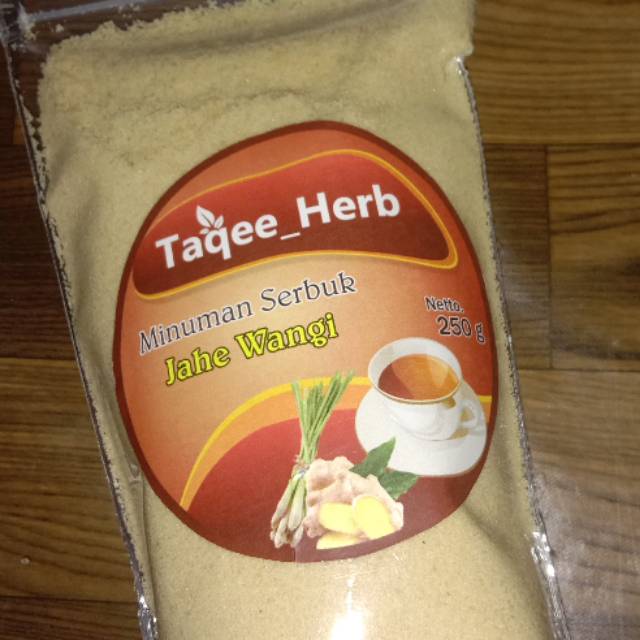 Taqee_Herb
Minuman Serbuk
Jahe Wangi
Netto.
250 g